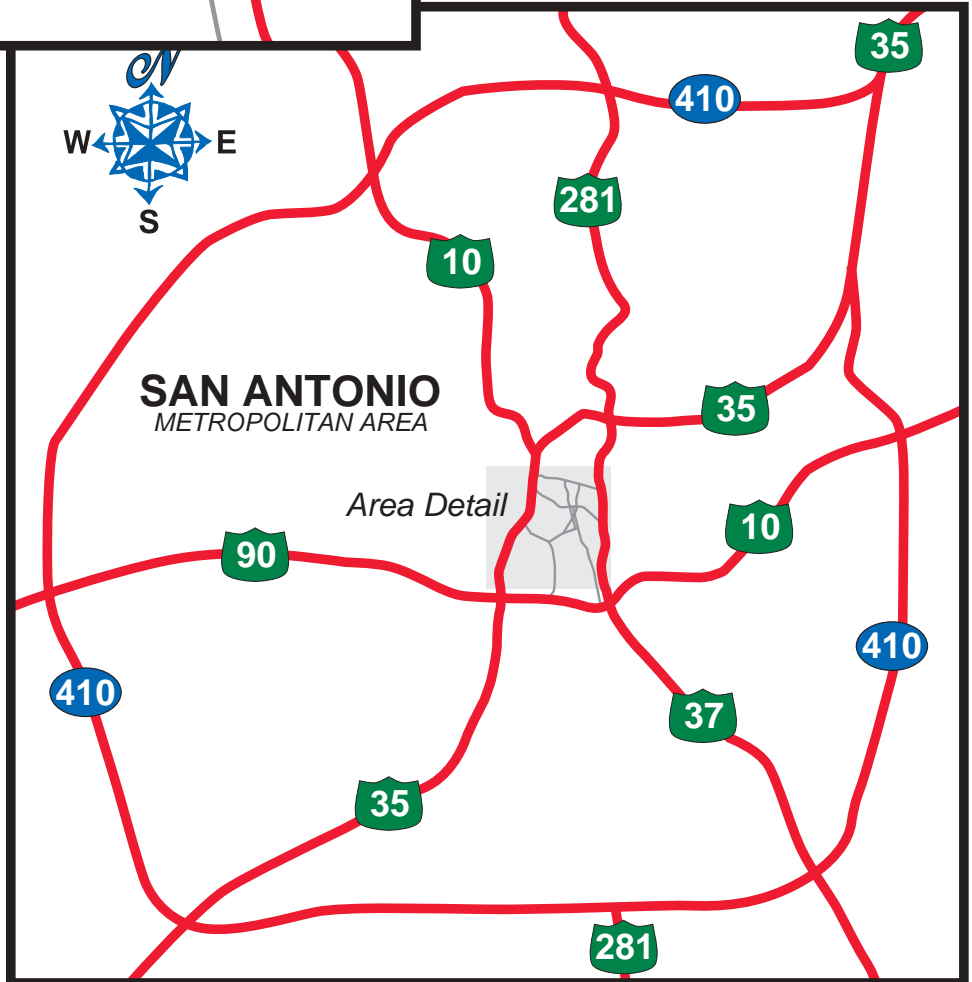 35
410
N
W E
S
281
10
SAN ANTONIO
METROPOLITAN AREA
35
Area Detail
10
90
410
410
37
35
281